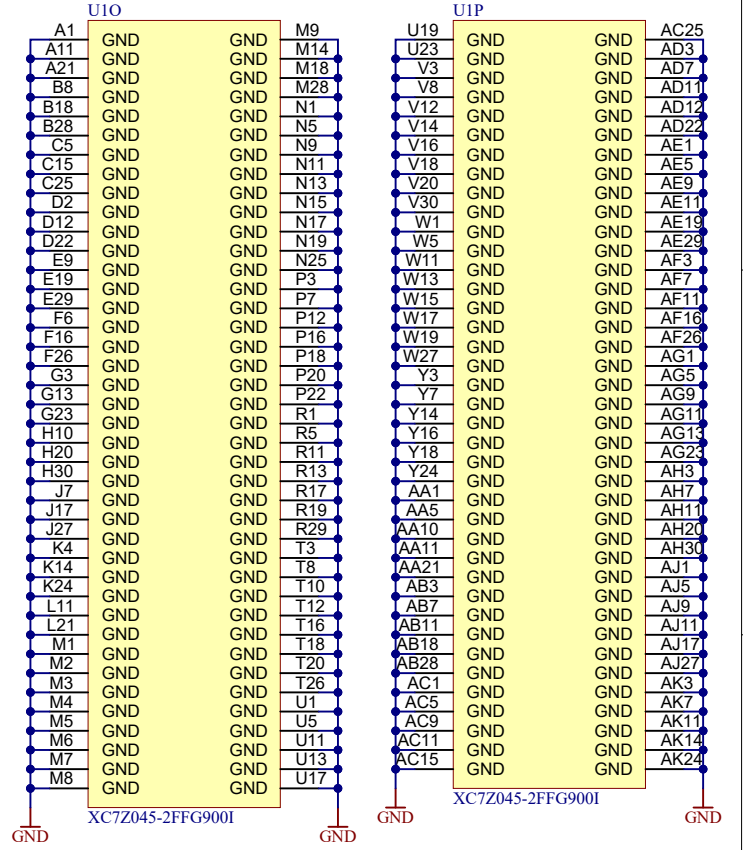 U1O
A1 GND GND M9
A11 GND GND M14
A21 GND GND M18
B8 GND GND M28
B18 GND GND N1
B28 GND GND N5
C5 GND GND N9
C15 GND GND N11
C25 GND GND N13
D2 GND GND N15
D12 GND GND N17
D22 GND GND N19
E9 GND GND N25
E19 GND GND P3
E29 GND GND P7
F6 GND GND P12
F16 GND GND P16
F26 GND GND P18
G3 GND GND P20
G13 GND GND P22
G23 GND GND R1
H10 GND GND R5
H20 GND GND R11
H30 GND GND R13
J7 GND GND R17
J17 GND GND R19
J27 GND GND R29
K4 GND GND T3
K14 GND GND T8
K24 GND GND T10
L11 GND GND T12
L21 GND GND T16
M1 GND GND T18
M2 GND GND T20
M3 GND GND T26
M4 GND GND U1
M5 GND GND U5
M6 GND GND U11
M7 GND GND U13
M8 GND GND U17
XC7Z045-2FFG900I
GND GND
U1P
U19 GND GND AC25
U23 GND GND AD3
V3 GND GND AD7
V8 GND GND AD11
V12 GND GND AD12
V14 GND GND AD22
V16 GND GND AE1
V18 GND GND AE5
V20 GND GND AE9
V30 GND GND AE11
W1 GND GND AE19
W5 GND GND AE29
W11 GND GND AF3
W13 GND GND AF7
W15 GND GND AF11
W17 GND GND AF16
W19 GND GND AF26
W27 GND GND AG1
Y3 GND GND AG5
Y7 GND GND AG9
Y14 GND GND AG11
Y16 GND GND AG13
Y18 GND GND AG23
Y24 GND GND AH3
AA1 GND GND AH7
AA5 GND GND AH11
AA10 GND GND AH20
AA11 GND GND AH30
AA21 GND GND AJ1
AB3 GND GND AJ5
AB7 GND GND AJ9
AB11 GND GND AJ11
AB18 GND GND AJ17
AB28 GND GND AJ27
AC1 GND GND AK3
AC5 GND GND AK7
AC9 GND GND AK11
AC11 GND GND AK14
AC15 GND GND AK24
XC7Z045-2FFG900I
GND GND